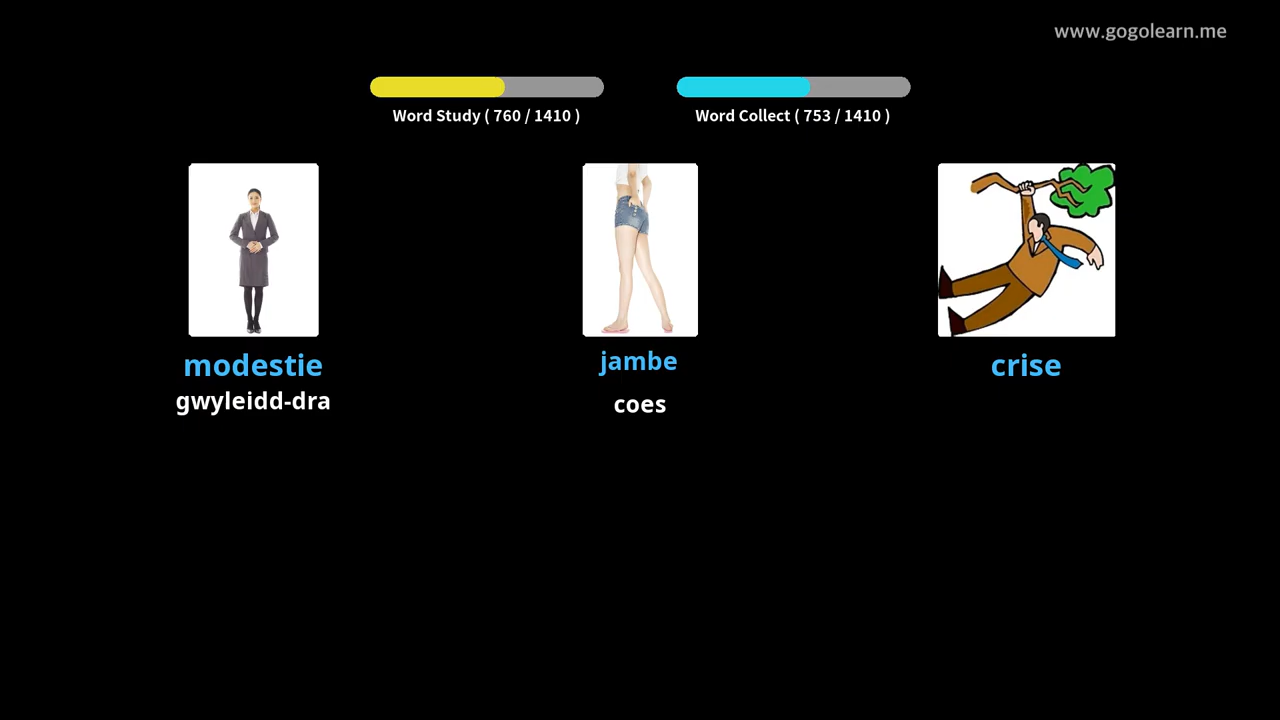 www.gogolearn.me
Word Study ( 760 / 1410 )
Word Collect ( 753 / 1410 )
modestie
gwyleidd-dra
jambe
coes
crise